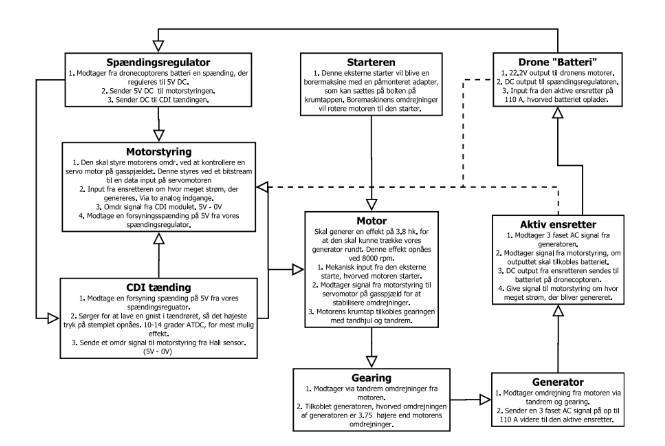 Spændingsregulator
1. Modtager fra dronecoptorens batteri en spænding, der
reguleres til 5V DC.
2. Sender 5V DC til motorstyringen.
3. Sender DC til CDI tændingen.
Starteren
1. Denne eksterne starter vil blive en
boremaskine med en påmonteret adapter,
som kan sættes på bolten på
krumtappen. Boremaskinens omdrejninger
vil rotere motoren til den starter.
Drone "Batteri"
1. 22,2V output til dronens motorer.
2. DC output til spændingsregulatoren.
3. Input fra den aktive ensretter på
110 A, hvorved batteriet oplader.
Motorstyring
1. Den skal styre motorens omdr. ved at kontrollere en
servo motor på gasspjældet. Denne styres ved et bitstream
til en data input på servomotoren
2. Input fra ensretteren om hvor meget strøm, der
genereres. Via to analog indgange.
3. Omdr signal fra CDI modulet. 5V - 0V
4. Modtage en forsyningsspænding på 5V fra vores
spændingsregulator.
Motor
Skal generer en effekt på 3,8 hk, for
at den skal kunne trække vores
generator rundt. Denne effekt opnåes
ved 8000 rpm.
1. Mekanisk input fra den eksterne
starte, hvorved motoren starter.
2. Modtager signal fra motorstyring til
servomotor på gasspjæld for at
stabilisere omdrejninger.
3. Motorens krumtap tilkobles gearingen
med tandhjul og tandrem.
Aktiv ensretter
1. Modtager 3 faset AC signal fra
generatoren.
2. Modtager signal fra motorstyring, om
outputtet skal tilkobles batteriet.
3. DC output fra ensretteren sendes til
batteriet på dronecoptoren.
4. Give signal til motorstyring om hvor
meget strøm, der bliver genereret.
CDI tænding
1. Modtage en forsyning spænding på 5V fra vores
spændingsreguator.
2. Sørger for at lave en gnist i tændrøret, så det højeste
tryk på stemplet opnåes. 10-14 grader ATDC, for mest mulig
effekt.
3. Sende et omdr signal til motorstyring fra Hall sensor.
(5V - 0V)
Gearing
1. Modtager via tandrem omdrejninger fra
motoren.
2. Tilkoblet generatoren, hvorved omdrejningen
af generatoren er 3.75 højere end motorens
omdrejninger.
Generator
1. Modtager omdrejning fra motoren via
tandrem og gearing.
2. Sender en 3 faset AC signal på op til
110 A videre til den aktive ensretter.